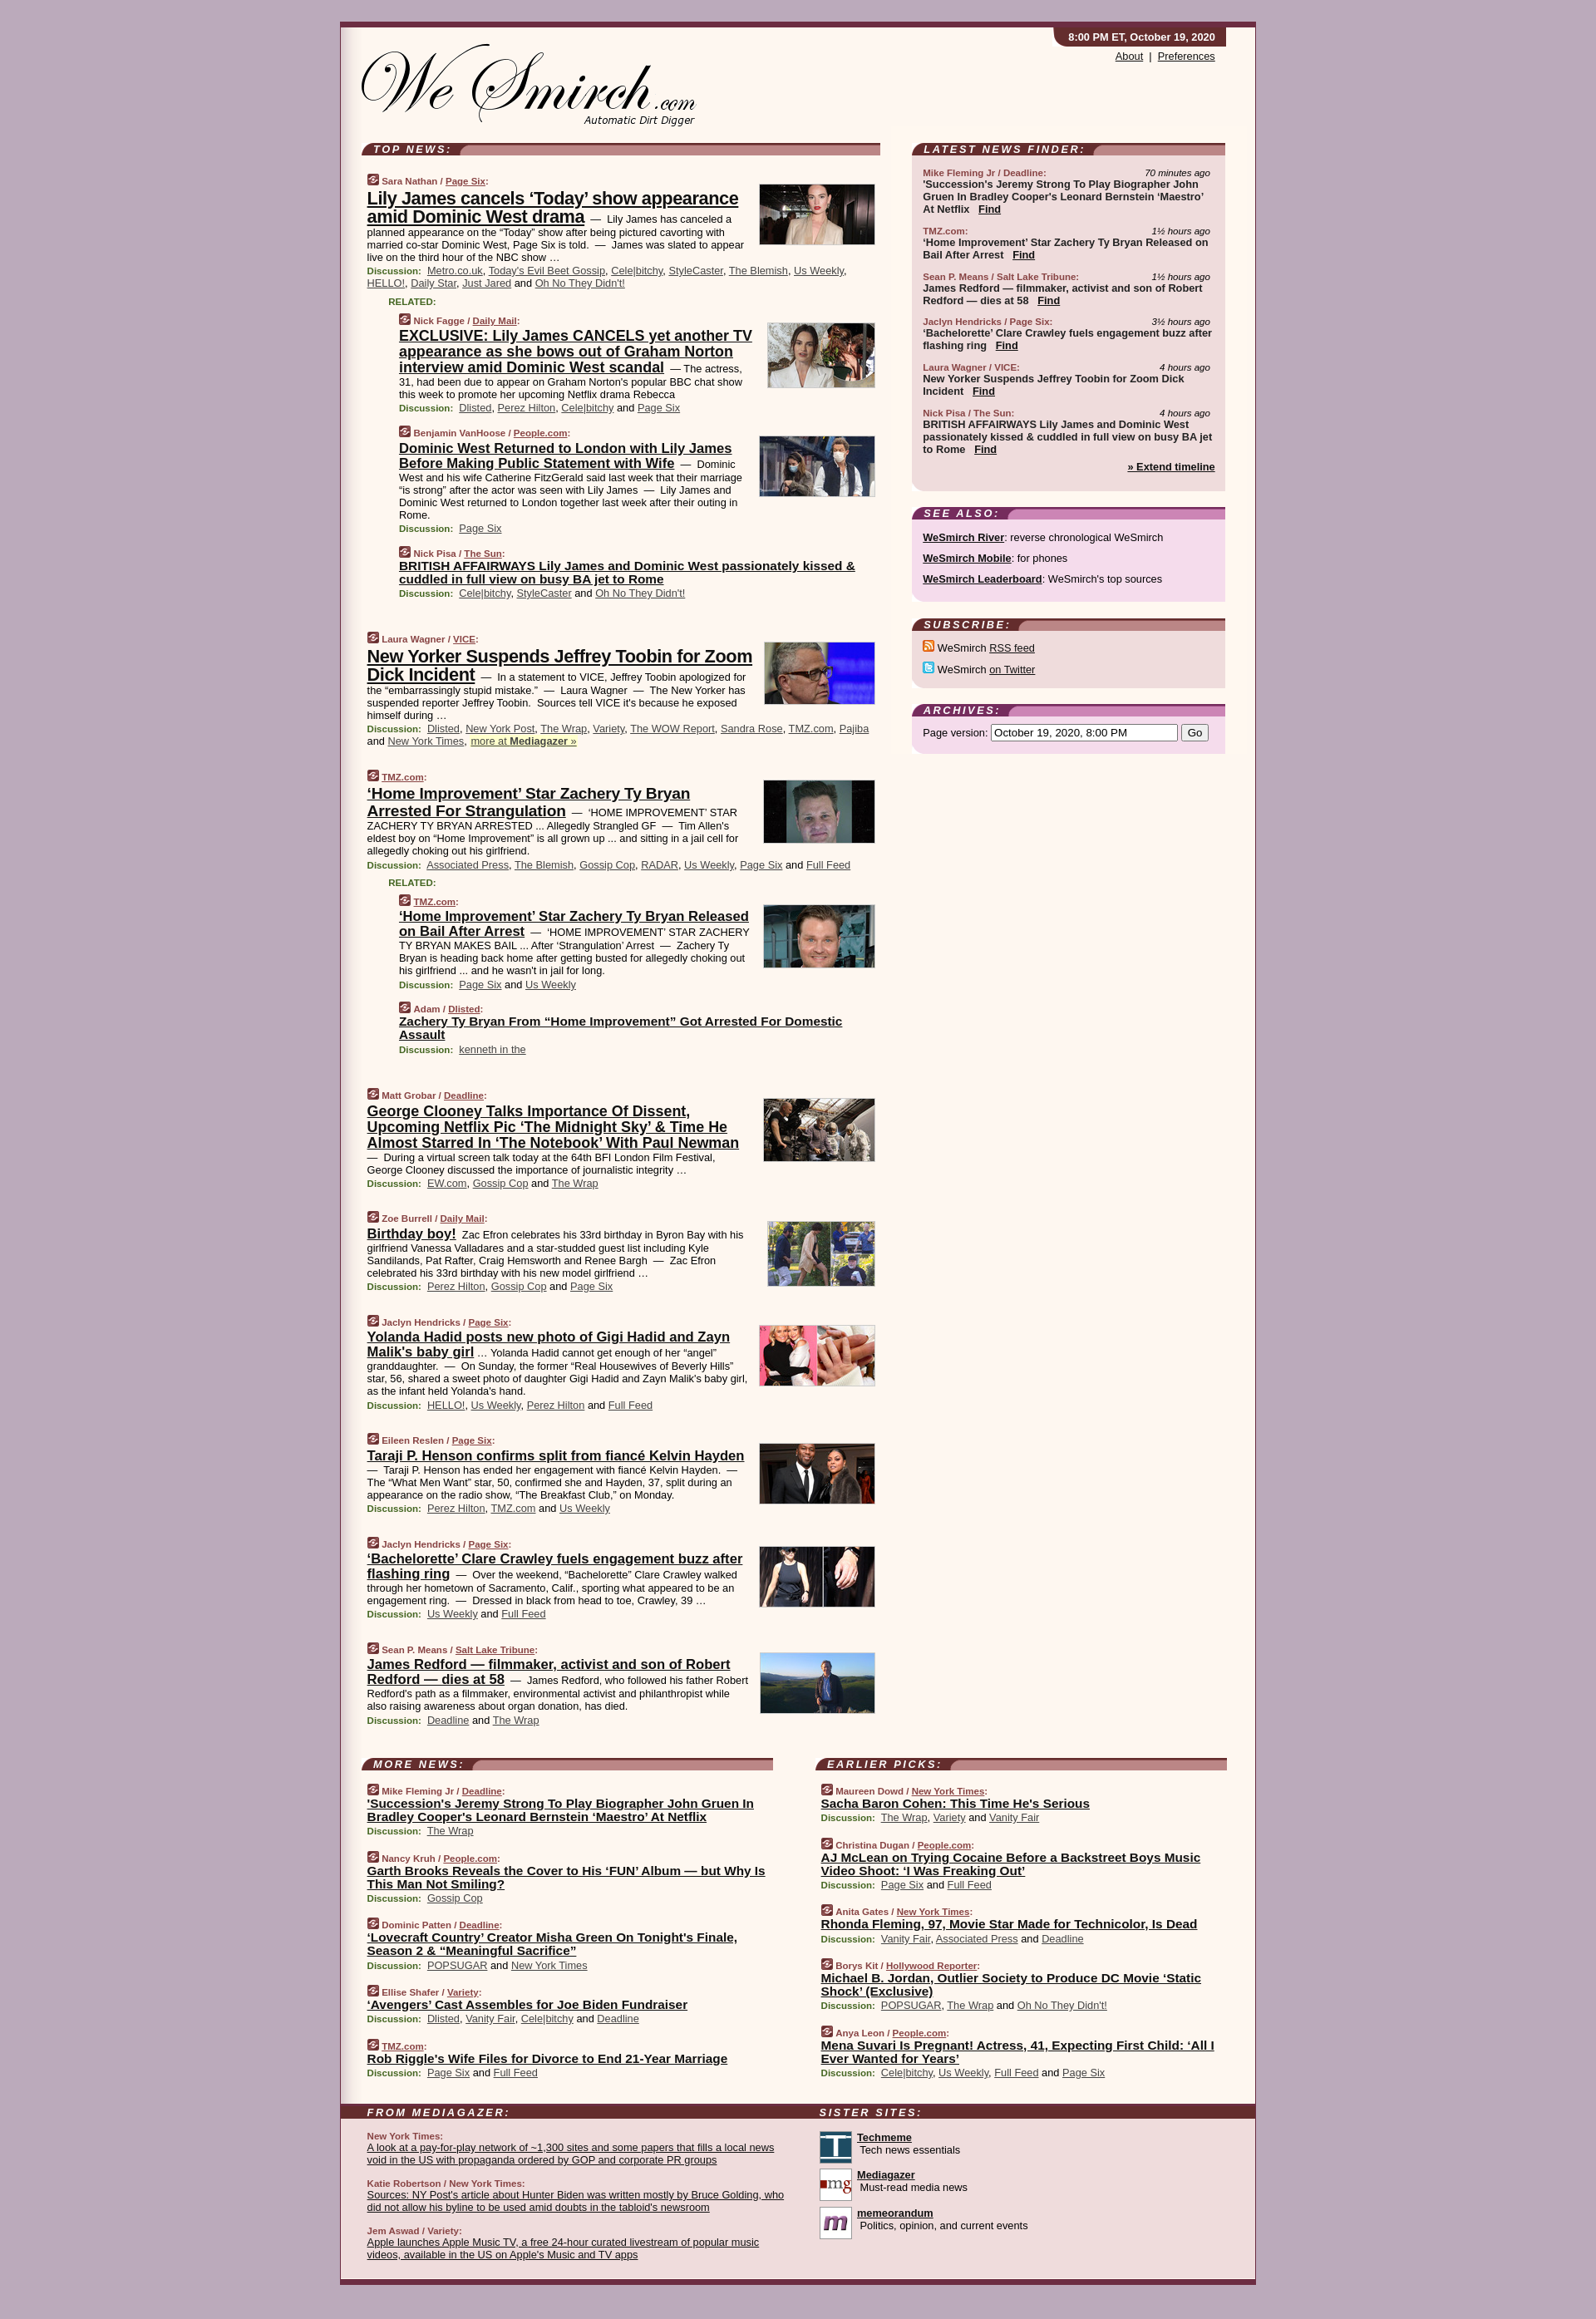 8:00 PM ET, October 19, 2020
About | Preferences
We Smirch.com
Automatic Dirt Digger
TOP NEWS:
Sara Nathan / Page Six:
Lily James cancels ‘Today’ show appearance
amid Dominic West drama — Lily James has canceled a
planned appearance on the “Today” show after being pictured cavorting with
married co-star Dominic West, Page Six is told. — James was slated to appear
live on the third hour of the NBC show …
Discussion: Metro.co.uk, Today's Evil Beet Gossip, Cele|bitchy, StyleCaster, The Blemish, Us Weekly,
HELLO!, Daily Star, Just Jared and Oh No They Didn't!
RELATED:
Nick Fagge / Daily Mail:
EXCLUSIVE: Lily James CANCELS yet another TV
appearance as she bows out of Graham Norton
interview amid Dominic West scandal — The actress,
31, had been due to appear on Graham Norton's popular BBC chat show
this week to promote her upcoming Netflix drama Rebecca
Discussion: Dlisted, Perez Hilton, Cele|bitchy and Page Six
Benjamin VanHoose / People.com:
Dominic West Returned to London with Lily James
Before Making Public Statement with Wife — Dominic
West and his wife Catherine FitzGerald said last week that their marriage
“is strong” after the actor was seen with Lily James — Lily James and
Dominic West returned to London together last week after their outing in
Rome.
Discussion: Page Six
Nick Pisa / The Sun:
BRITISH AFFAIRWAYS Lily James and Dominic West passionately kissed &
cuddled in full view on busy BA jet to Rome
Discussion: Cele|bitchy, StyleCaster and Oh No They Didn't!
Laura Wagner / VICE:
New Yorker Suspends Jeffrey Toobin for Zoom
Dick Incident — In a statement to VICE, Jeffrey Toobin apologized for
the “embarrassingly stupid mistake.” — Laura Wagner — The New Yorker has
suspended reporter Jeffrey Toobin. Sources tell VICE it's because he exposed
himself during …
Discussion: Dlisted, New York Post, The Wrap, Variety, The WOW Report, Sandra Rose, TMZ.com, Pajiba
and New York Times, more at Mediagazer »
TMZ.com:
‘Home Improvement’ Star Zachery Ty Bryan
Arrested For Strangulation — ‘HOME IMPROVEMENT’ STAR
ZACHERY TY BRYAN ARRESTED ... Allegedly Strangled GF — Tim Allen's
eldest boy on “Home Improvement” is all grown up ... and sitting in a jail cell for
allegedly choking out his girlfriend.
Discussion: Associated Press, The Blemish, Gossip Cop, RADAR, Us Weekly, Page Six and Full Feed
RELATED:
TMZ.com:
‘Home Improvement’ Star Zachery Ty Bryan Released
on Bail After Arrest — ‘HOME IMPROVEMENT’ STAR ZACHERY
TY BRYAN MAKES BAIL ... After ‘Strangulation’ Arrest — Zachery Ty
Bryan is heading back home after getting busted for allegedly choking out
his girlfriend ... and he wasn't in jail for long.
Discussion: Page Six and Us Weekly
Adam / Dlisted:
Zachery Ty Bryan From “Home Improvement” Got Arrested For Domestic
Assault
Discussion: kenneth in the
Matt Grobar / Deadline:
George Clooney Talks Importance Of Dissent,
Upcoming Netflix Pic ‘The Midnight Sky’ & Time He
Almost Starred In ‘The Notebook’ With Paul Newman
— During a virtual screen talk today at the 64th BFI London Film Festival,
George Clooney discussed the importance of journalistic integrity …
Discussion: EW.com, Gossip Cop and The Wrap
Zoe Burrell / Daily Mail:
Birthday boy! Zac Efron celebrates his 33rd birthday in Byron Bay with his
girlfriend Vanessa Valladares and a star-studded guest list including Kyle
Sandilands, Pat Rafter, Craig Hemsworth and Renee Bargh — Zac Efron
celebrated his 33rd birthday with his new model girlfriend …
Discussion: Perez Hilton, Gossip Cop and Page Six
Jaclyn Hendricks / Page Six:
Yolanda Hadid posts new photo of Gigi Hadid and Zayn
Malik's baby girl … Yolanda Hadid cannot get enough of her “angel”
granddaughter. — On Sunday, the former “Real Housewives of Beverly Hills”
star, 56, shared a sweet photo of daughter Gigi Hadid and Zayn Malik's baby girl,
as the infant held Yolanda's hand.
Discussion: HELLO!, Us Weekly, Perez Hilton and Full Feed
Eileen Reslen / Page Six:
Taraji P. Henson confirms split from fiancé Kelvin Hayden
— Taraji P. Henson has ended her engagement with fiancé Kelvin Hayden. —
The “What Men Want” star, 50, confirmed she and Hayden, 37, split during an
appearance on the radio show, “The Breakfast Club,” on Monday.
Discussion: Perez Hilton, TMZ.com and Us Weekly
Jaclyn Hendricks / Page Six:
‘Bachelorette’ Clare Crawley fuels engagement buzz after
flashing ring — Over the weekend, “Bachelorette” Clare Crawley walked
through her hometown of Sacramento, Calif., sporting what appeared to be an
engagement ring. — Dressed in black from head to toe, Crawley, 39 …
Discussion: Us Weekly and Full Feed
Sean P. Means / Salt Lake Tribune:
James Redford — filmmaker, activist and son of Robert
Redford — dies at 58 — James Redford, who followed his father Robert
Redford's path as a filmmaker, environmental activist and philanthropist while
also raising awareness about organ donation, has died.
Discussion: Deadline and The Wrap
LATEST NEWS FINDER:
Mike Fleming Jr / Deadline: 70 minutes ago
'Succession's Jeremy Strong To Play Biographer John
Gruen In Bradley Cooper's Leonard Bernstein ‘Maestro’
At Netflix Find
TMZ.com: 1½ hours ago
‘Home Improvement’ Star Zachery Ty Bryan Released on
Bail After Arrest Find
Sean P. Means / Salt Lake Tribune: 1½ hours ago
James Redford — filmmaker, activist and son of Robert
Redford — dies at 58 Find
Jaclyn Hendricks / Page Six: 3½ hours ago
‘Bachelorette’ Clare Crawley fuels engagement buzz after
flashing ring Find
Laura Wagner / VICE: 4 hours ago
New Yorker Suspends Jeffrey Toobin for Zoom Dick
Incident Find
Nick Pisa / The Sun: 4 hours ago
BRITISH AFFAIRWAYS Lily James and Dominic West
passionately kissed & cuddled in full view on busy BA jet
to Rome Find
» Extend timeline
SEE ALSO:
WeSmirch River: reverse chronological WeSmirch
WeSmirch Mobile: for phones
WeSmirch Leaderboard: WeSmirch's top sources
SUBSCRIBE:
WeSmirch RSS feed
WeSmirch on Twitter
ARCHIVES:
Page version: October 19, 2020, 8:00 PM Go
MORE NEWS:
Mike Fleming Jr / Deadline:
'Succession's Jeremy Strong To Play Biographer John Gruen In
Bradley Cooper's Leonard Bernstein ‘Maestro’ At Netflix
Discussion: The Wrap
Nancy Kruh / People.com:
Garth Brooks Reveals the Cover to His ‘FUN’ Album — but Why Is
This Man Not Smiling?
Discussion: Gossip Cop
Dominic Patten / Deadline:
‘Lovecraft Country’ Creator Misha Green On Tonight's Finale,
Season 2 & “Meaningful Sacrifice”
Discussion: POPSUGAR and New York Times
Ellise Shafer / Variety:
‘Avengers’ Cast Assembles for Joe Biden Fundraiser
Discussion: Dlisted, Vanity Fair, Cele|bitchy and Deadline
TMZ.com:
Rob Riggle's Wife Files for Divorce to End 21-Year Marriage
Discussion: Page Six and Full Feed
EARLIER PICKS:
Maureen Dowd / New York Times:
Sacha Baron Cohen: This Time He's Serious
Discussion: The Wrap, Variety and Vanity Fair
Christina Dugan / People.com:
AJ McLean on Trying Cocaine Before a Backstreet Boys Music
Video Shoot: ‘I Was Freaking Out’
Discussion: Page Six and Full Feed
Anita Gates / New York Times:
Rhonda Fleming, 97, Movie Star Made for Technicolor, Is Dead
Discussion: Vanity Fair, Associated Press and Deadline
Borys Kit / Hollywood Reporter:
Michael B. Jordan, Outlier Society to Produce DC Movie ‘Static
Shock’ (Exclusive)
Discussion: POPSUGAR, The Wrap and Oh No They Didn't!
Anya Leon / People.com:
Mena Suvari Is Pregnant! Actress, 41, Expecting First Child: ‘All I
Ever Wanted for Years’
Discussion: Cele|bitchy, Us Weekly, Full Feed and Page Six
FROM MEDIAGAZER:
New York Times:
A look at a pay-for-play network of ~1,300 sites and some papers that fills a local news
void in the US with propaganda ordered by GOP and corporate PR groups
Katie Robertson / New York Times:
Sources: NY Post's article about Hunter Biden was written mostly by Bruce Golding, who
did not allow his byline to be used amid doubts in the tabloid's newsroom
Jem Aswad / Variety:
Apple launches Apple Music TV, a free 24-hour curated livestream of popular music
videos, available in the US on Apple's Music and TV apps
SISTER SITES:
T
Techmeme
Tech news essentials
mg
Mediagazer
Must-read media news
m
memeorandum
Politics, opinion, and current events